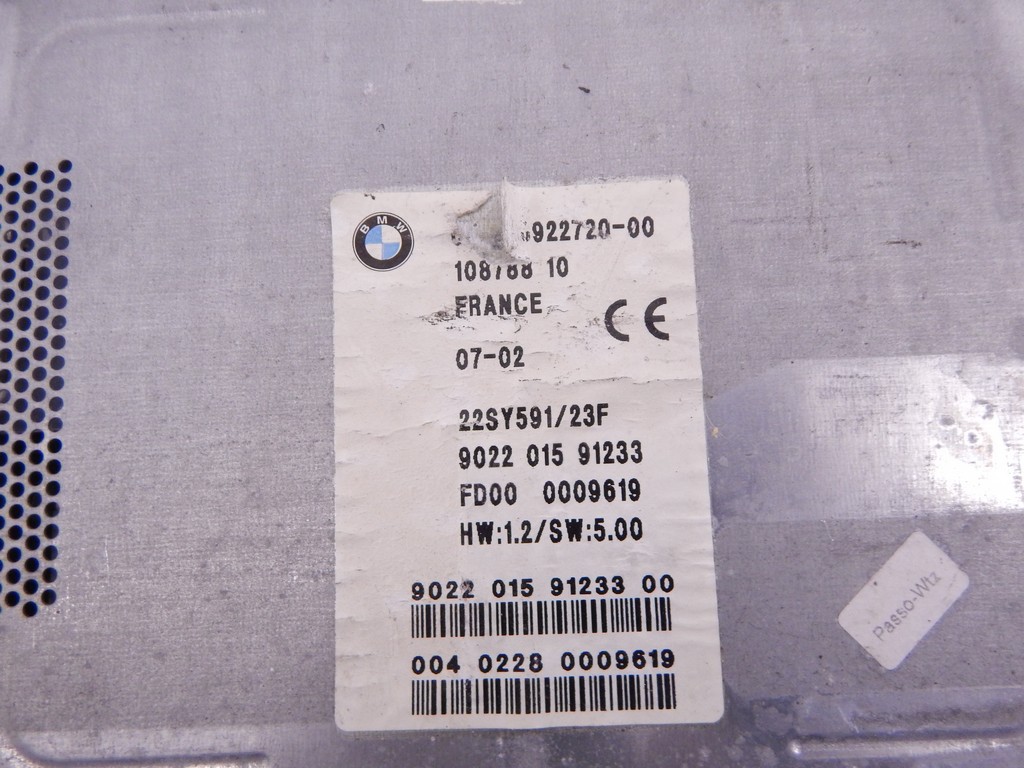 BMW
922720-00
10
FRANCE
CE
07-02
22SY591/23F
9022 015 91233
FD00 0009619
HW:1.2/SW:5.00
9022 015 91233 00
004 0228 0009619
Passo-Wtz